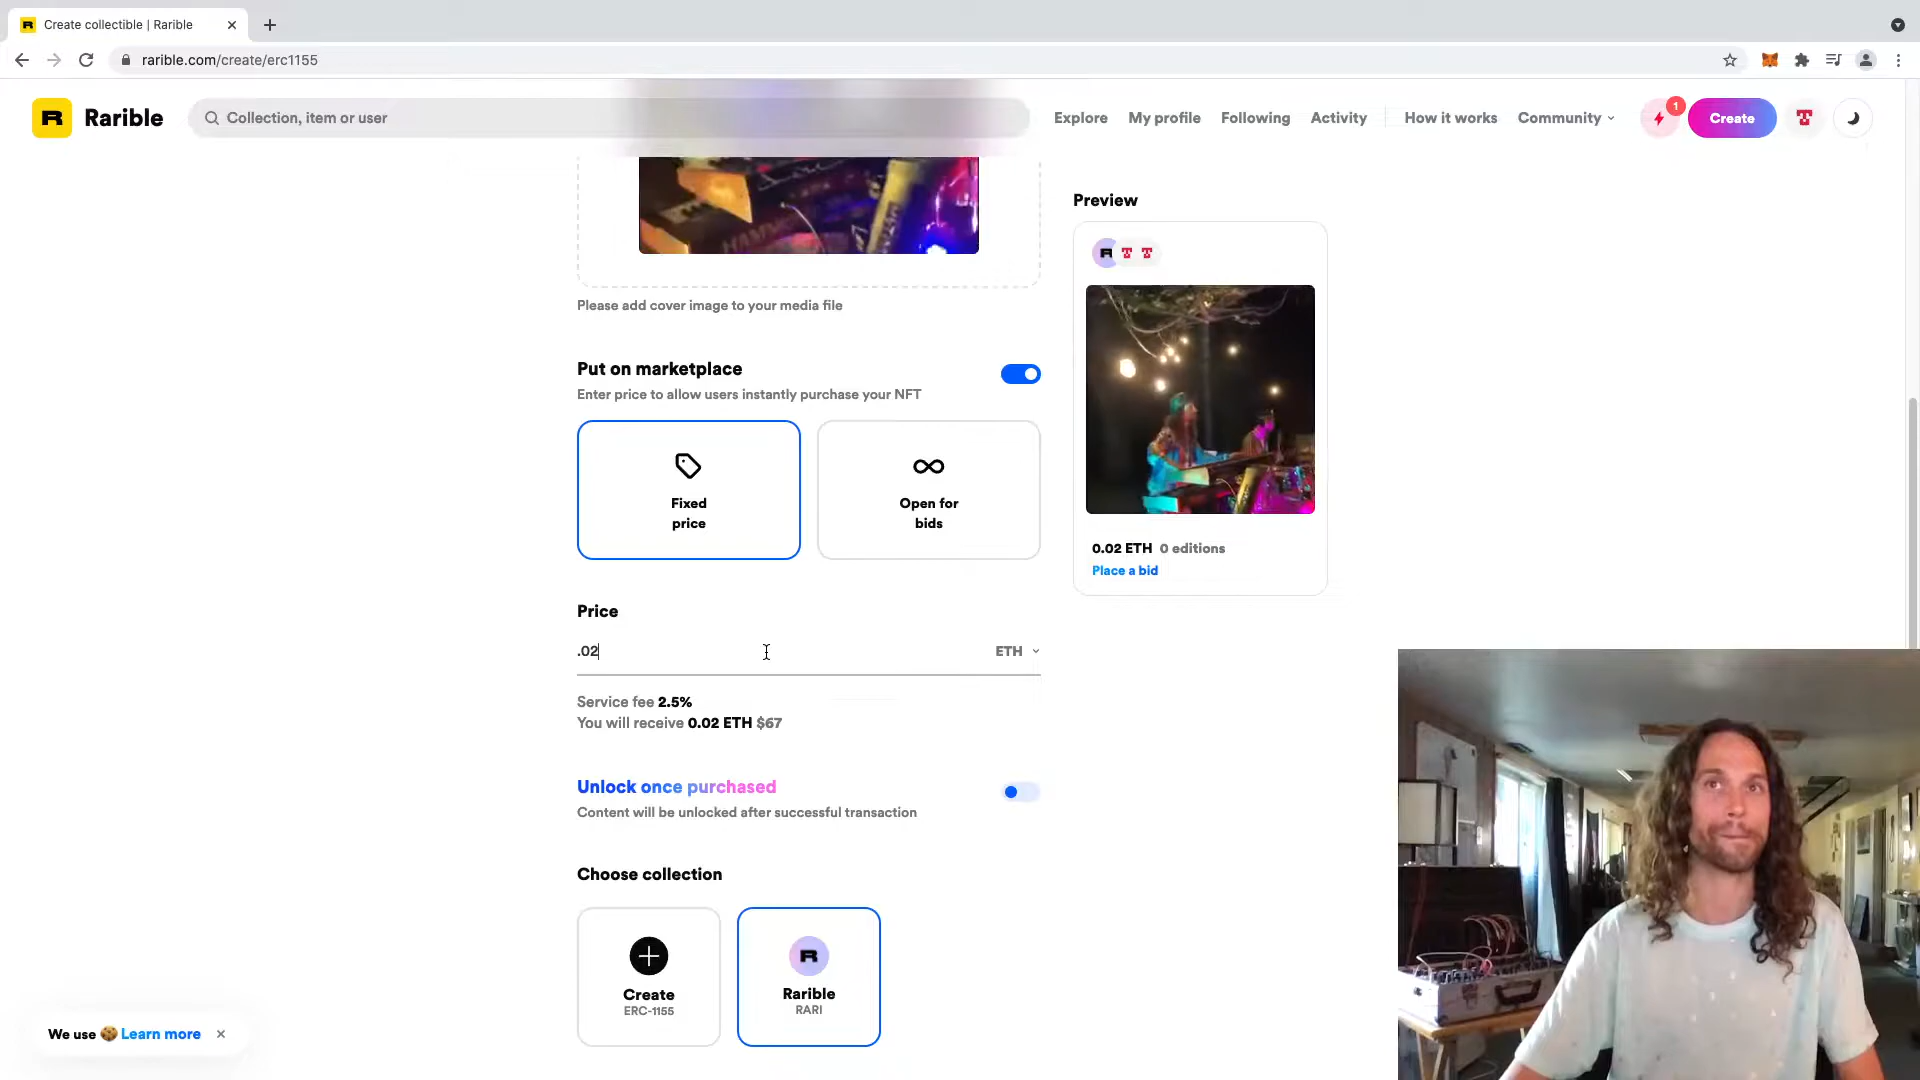 Create collectible | Rarible
rarible.com/create/erc1155
R Rarible
Collection, item or user
Explore
My profile
Following
Activity
How it works
Community
1
Create
Please add cover image to your media file
Put on marketplace
Enter price to allow users instantly purchase your NFT
Fixed
price
Open for
bids
Price
.02
ETH
Service fee 2.5%
You will receive 0.02 ETH $67
Unlock once purchased
Content will be unlocked after successful transaction
Choose collection
Create
ERC-1155
R
Rarible
RARI
Preview
R
0.02 ETH 0 editions
Place a bid
We use 🍪 Learn more